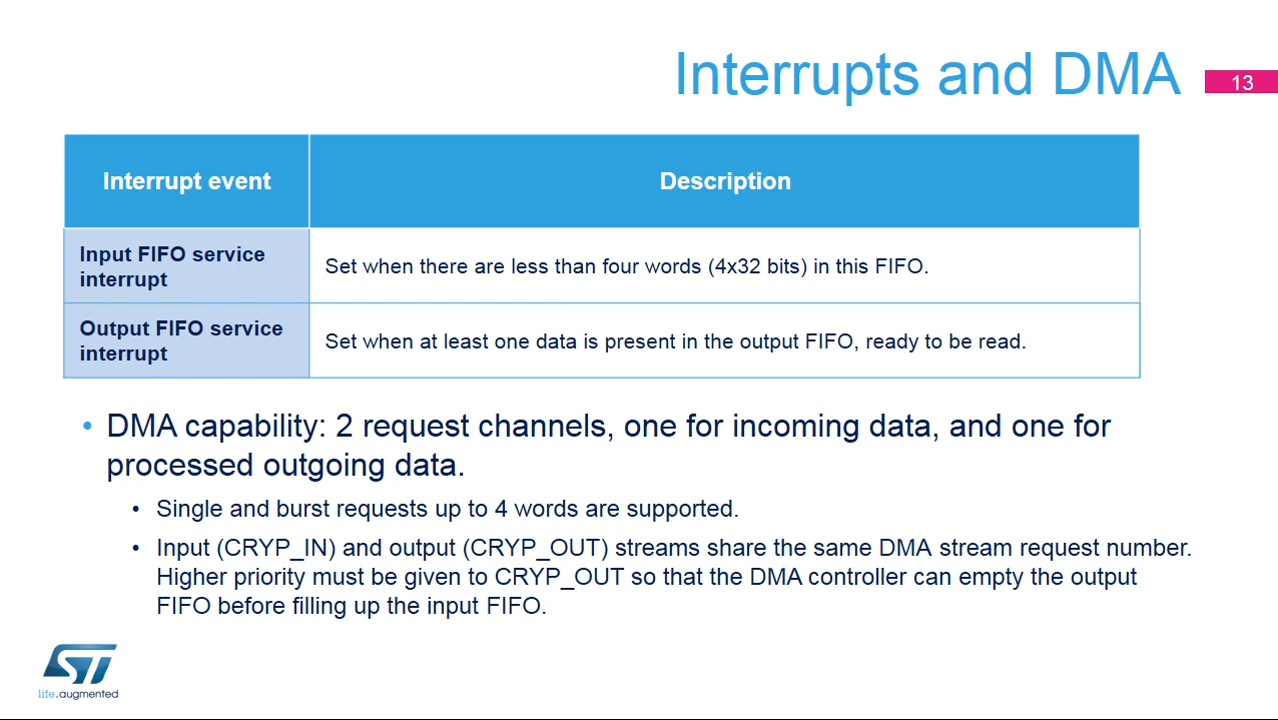 Interrupts and DMA
13
Interrupt event
Description
Input FIFO service
interrupt
Set when there are less than four words (4x32 bits) in this FIFO.
Output FIFO service
interrupt
Set when at least one data is present in the output FIFO, ready to be read.
• DMA capability: 2 request channels, one for incoming data, and one for
processed outgoing data.
• Single and burst requests up to 4 words are supported.
• Input (CRYP_IN) and output (CRYP_OUT) streams share the same DMA stream request number.
Higher priority must be given to CRYP_OUT so that the DMA controller can empty the output
FIFO before filling up the input FIFO.
ST
life.augmented